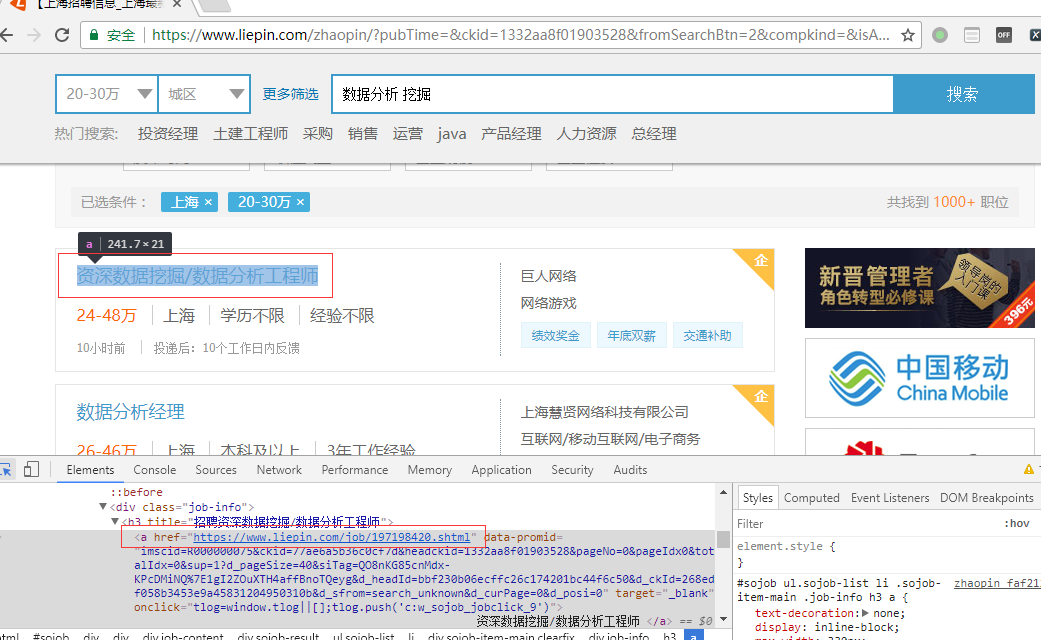 【上海招聘信息_上海最新 ×
安全 https://www.liepin.com/zhaopin/?pubTime=&ckid=1332aa8f01903528&fromSearchBtn=2&compkind=&isA...
OFF
20-30万 城区 更多筛选 数据分析 挖掘 搜索
热门搜索: 投资经理 土建工程师 采购 销售 运营 java 产品经理 人力资源 总经理
已选条件： 上海 × 20-30万 × 共找到 1000+ 职位
a 241.7 × 21
资深数据挖掘/数据分析工程师 巨人网络 企
24-48万 上海 学历不限 经验不限 网络游戏
绩效奖金 年底双薪 交通补助
10小时前 投递后：10个工作日内反馈
新晋管理者
角色转型必修课
领导岗的
入门课
396元
中国移动
China Mobile
数据分析经理 上海慧贤网络科技有限公司 企
26-46万 上海 本科及以上 3年工作经验 互联网/移动互联网/电子商务
Elements Console Sources Network Performance Memory Application Security Audits
::before
<div class="job-info">
<h3 title="招聘资深数据挖掘/数据分析工程师">
<a href="https://www.liepin.com/job/197198420.shtml" data-promid=
"imscid=R000000075&ckid=77ae6a5b36c0cf7d&headckid=1332aa8f01903528&pageNo=0&pageIdx0&tot
alIdx=0&sup=1?d_pageSize=40&siTag=QO8nKG85cnMdx-
KPcDMiNQ%7E1gI2ZOuXTH4affBnoTQeyg&d_headId=bbf230b06ecffc26c174201bc44f6c50&d_ckId=268ed
f058b3453e9a45831204950310b&d_sfrom=search_unknown&d_curPage=0&d_posi=0" target="_blank"
onclick="tlog=window.tlog||[];tlog.push('c:w_sojob_jobclick_9')">
资深数据挖掘/数据分析工程师 </a> == $0
html #sojob div div div.job-content div.sojob-result ul.sojob-list li div.sojob-item-main.clearfix div.job-info h3 a
Styles Computed Event Listeners DOM Breakpoints
Filter :hov
element.style {
}
#sojob ul.sojob-list li .sojob- zhaopin_faf21
item-main .job-info h3 a {
text-decoration: none;
display: inline-block;